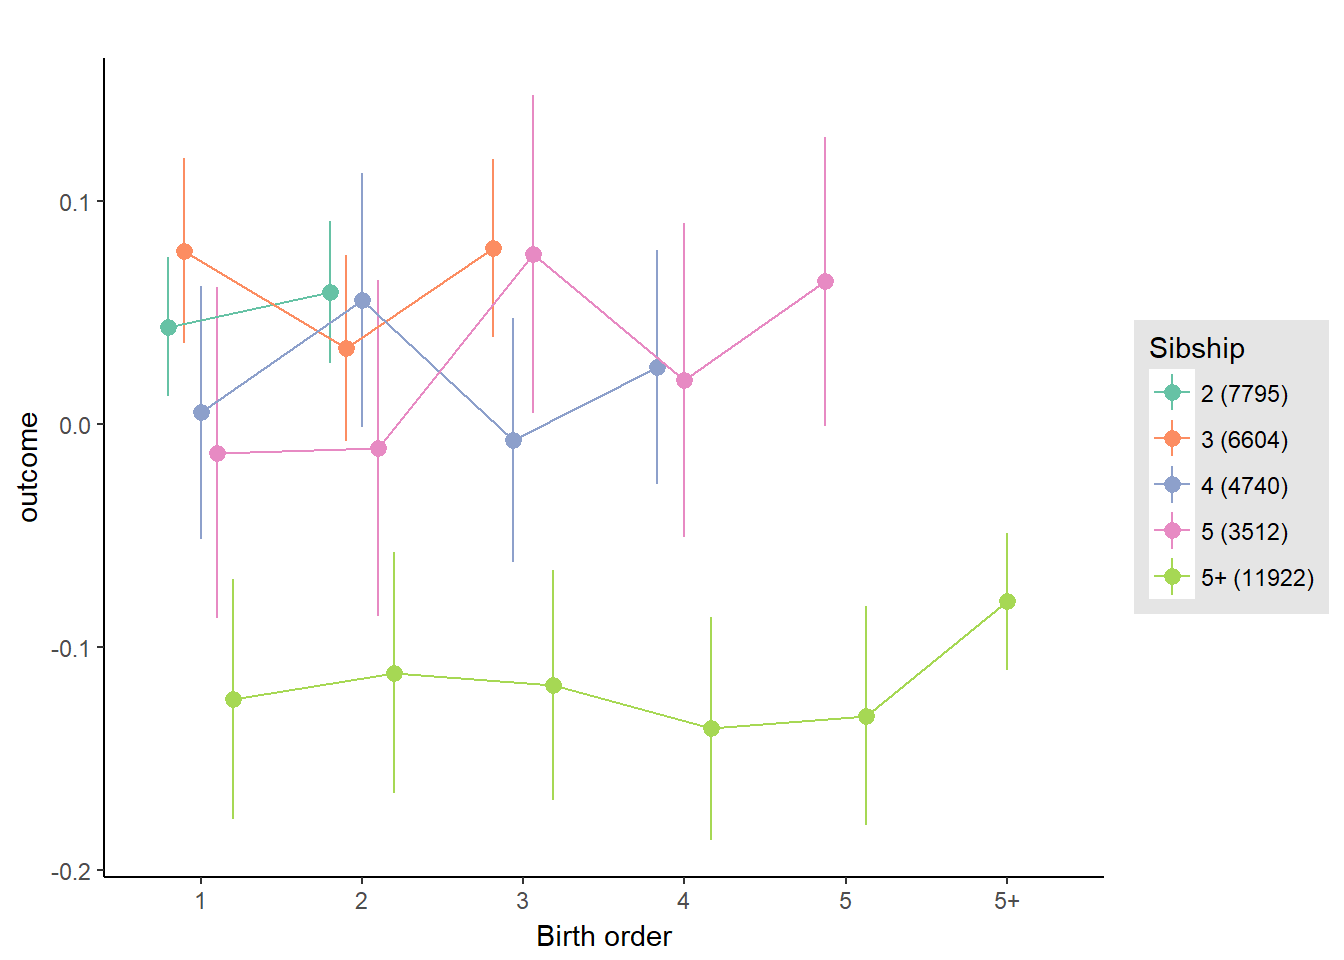 0.1
0.0
-0.1
-0.2
outcome
1 2 3 4 5 5+
Birth order
Sibship
2 (7795)
3 (6604)
4 (4740)
5 (3512)
5+ (11922)